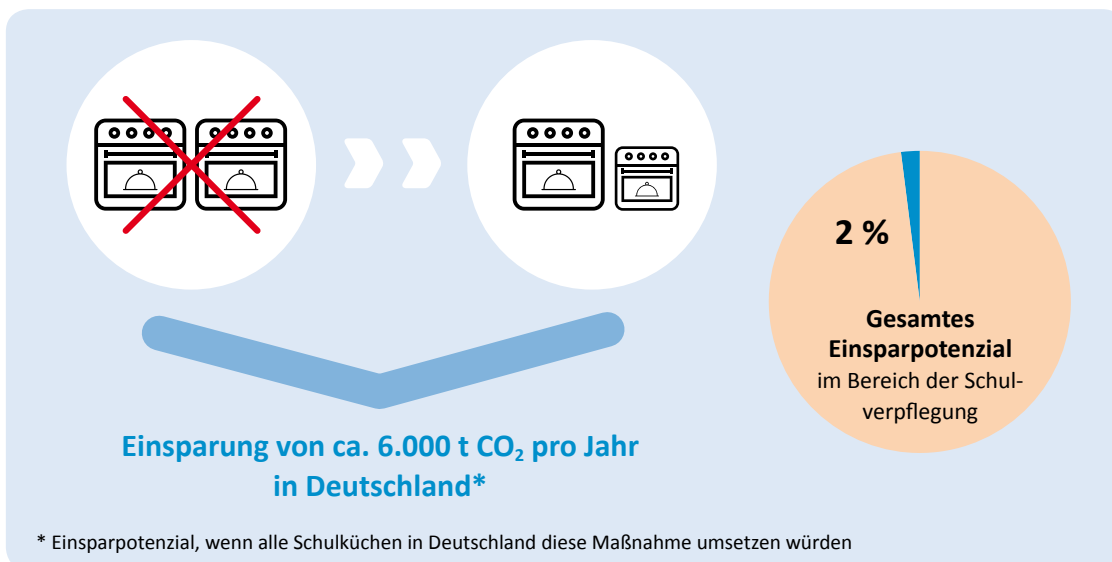 2 %
Gesamtes
Einsparpotenzial
im Bereich der Schul-
verpflegung
Einsparung von ca. 6.000 t CO₂ pro Jahr
in Deutschland*
* Einsparpotenzial, wenn alle Schulküchen in Deutschland diese Maßnahme umsetzen würden